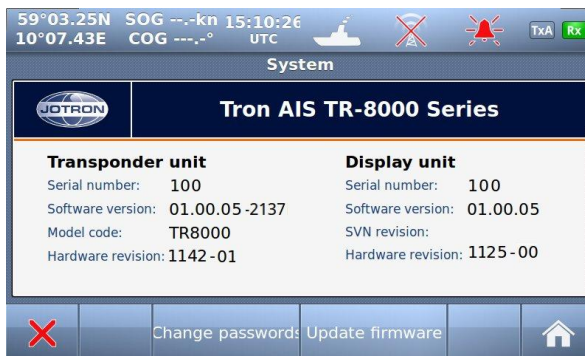 59°03.25N SOG --.-kn 15:10:26
10°07.43E COG ---.-° UTC
TxA Rx
System
JOTRON
Tron AIS TR-8000 Series
Transponder unit
Serial number: 100
Software version: 01.00.05-2137
Model code: TR8000
Hardware revision: 1142-01
Display unit
Serial number: 100
Software version: 01.00.05
SVN revision:
Hardware revision: 1125-00
Change passwords Update firmware